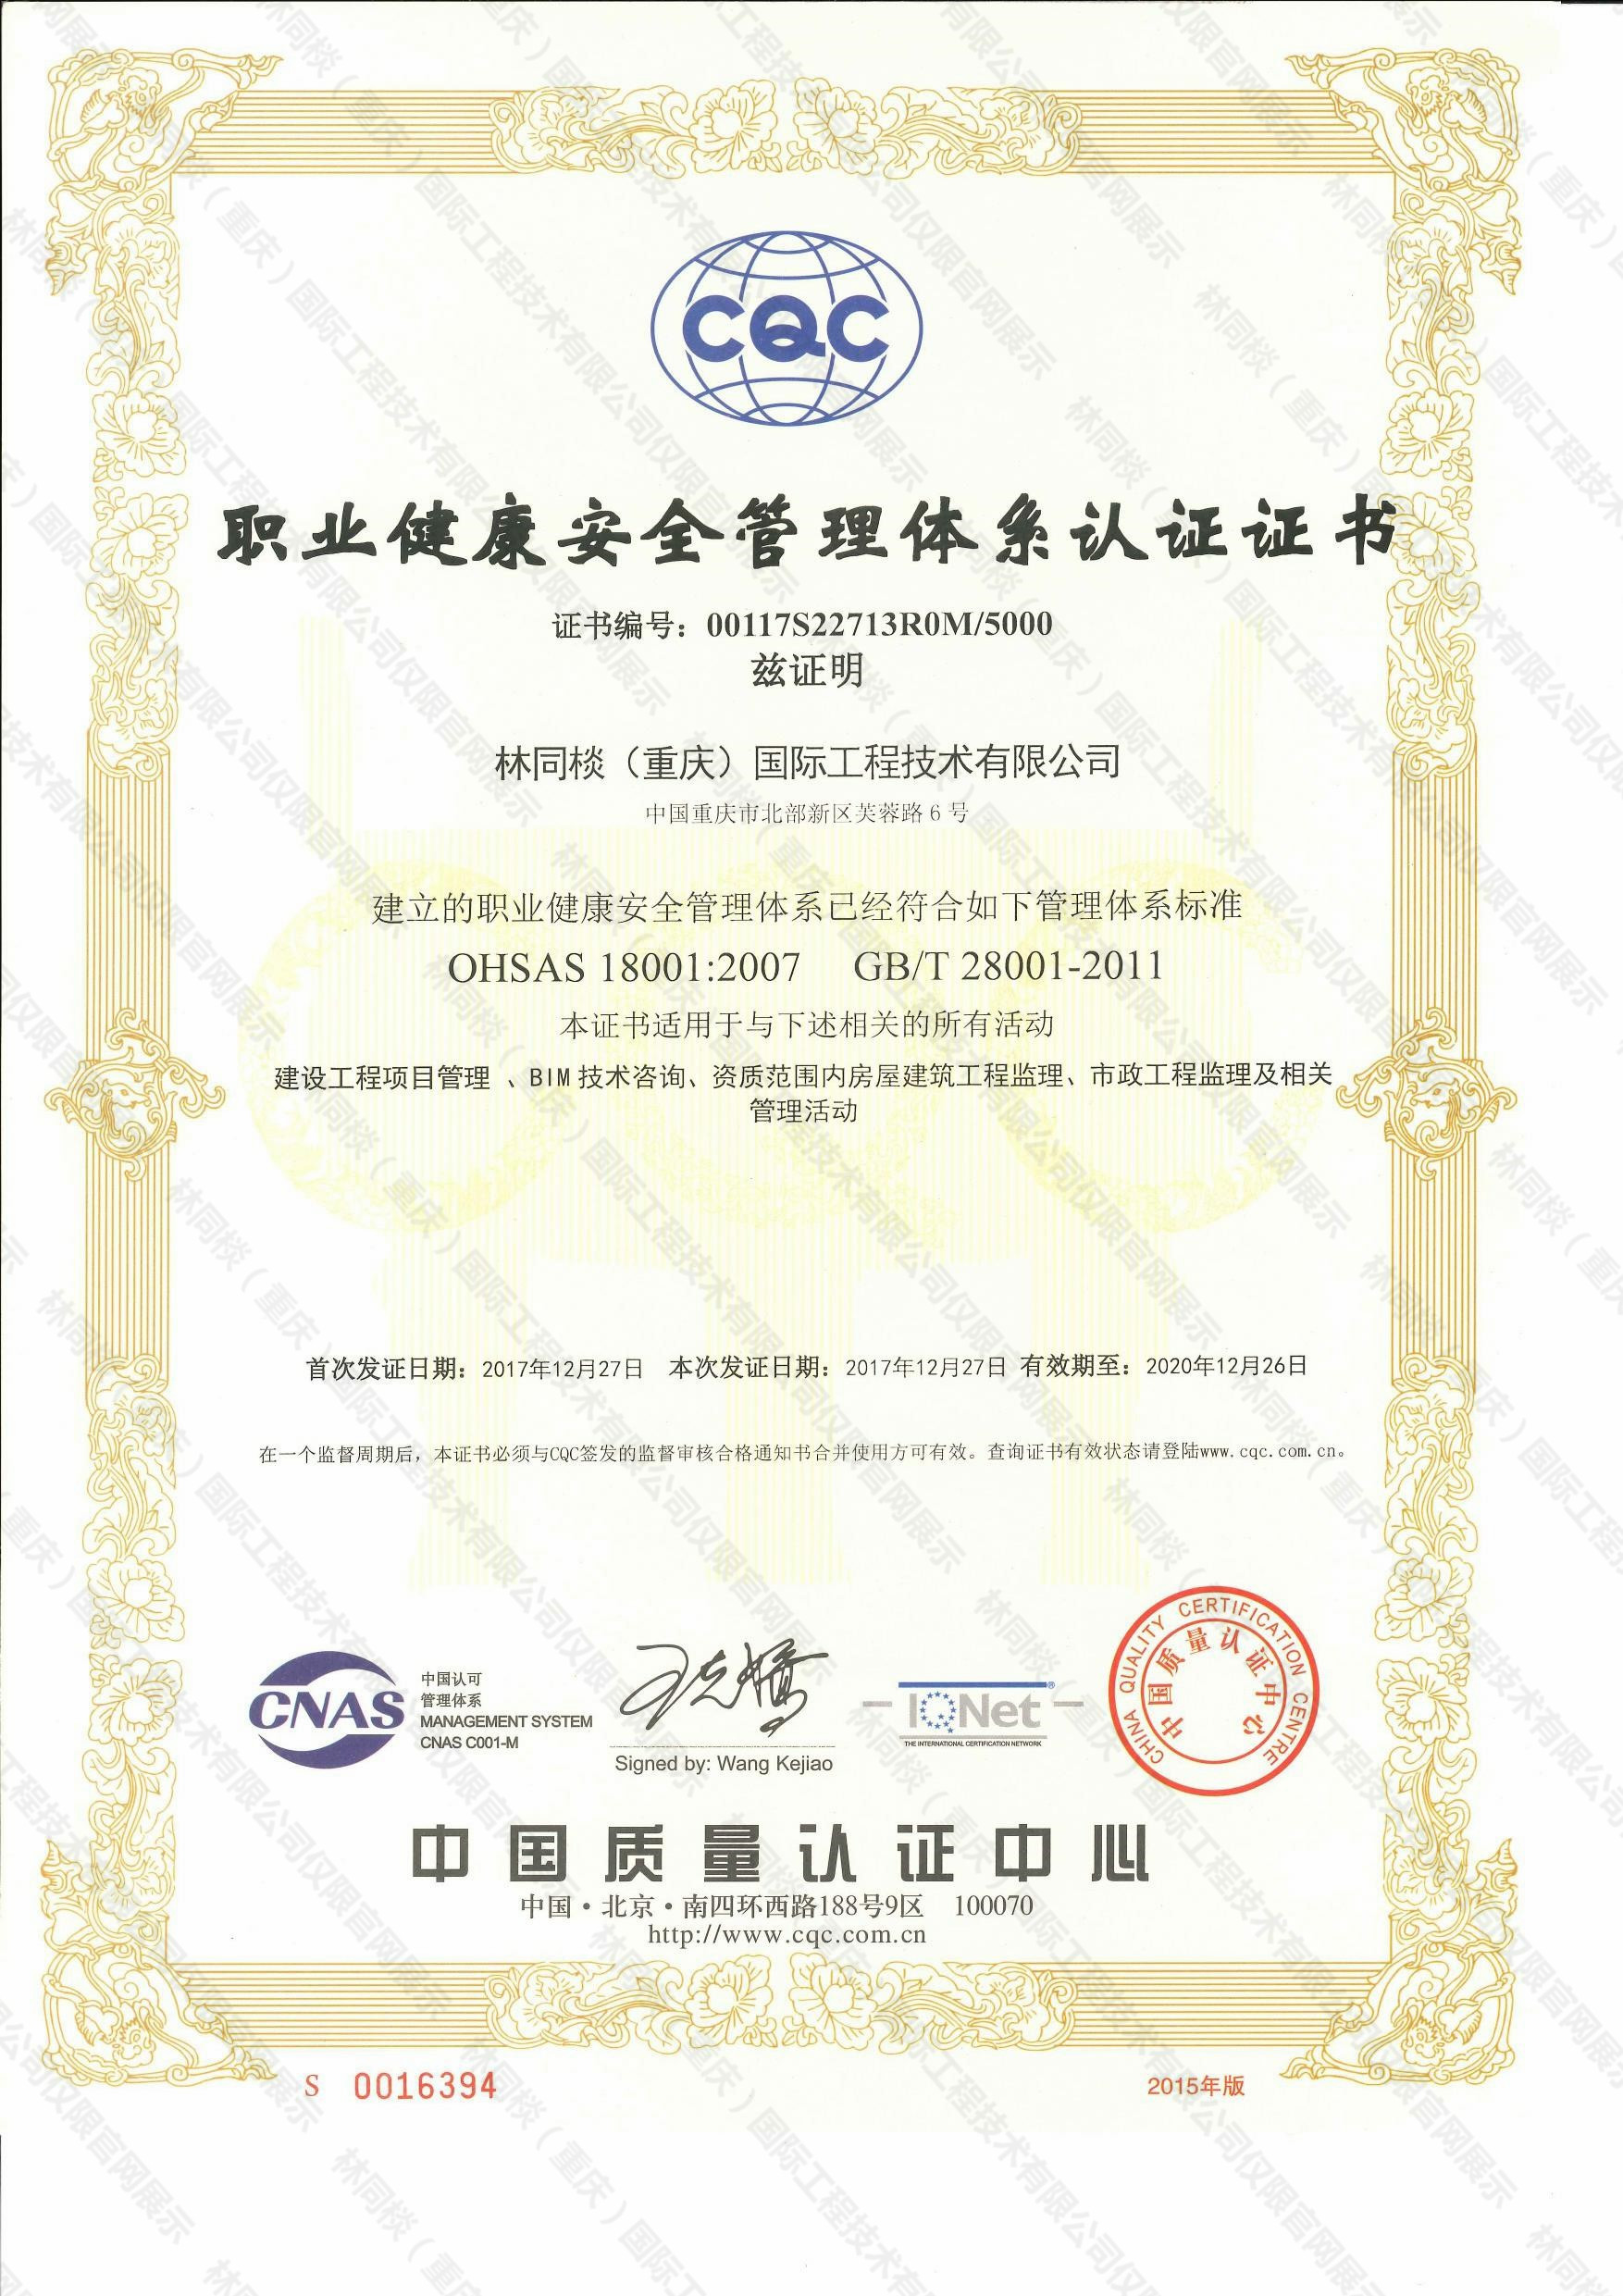 CQC
职业健康安全管理体系认证证书
证书编号：00117S22713R0M/5000
兹证明
林同棪（重庆）国际工程技术有限公司
中国重庆市北部新区芙蓉路 6 号
建立的职业健康安全管理体系已经符合如下管理体系标准
OHSAS 18001:2007 GB/T 28001-2011
本证书适用于与下述相关的所有活动
建设工程项目管理 、BIM 技术咨询、资质范围内房屋建筑工程监理、市政工程监理及相关
管理活动
首次发证日期：2017年12月27日 本次发证日期：2017年12月27日 有效期至：2020年12月26日
在一个监督周期后，本证书必须与CQC签发的监督审核合格通知书合并使用方可有效。查询证书有效状态请登陆www.cqc.com.cn。
CNAS
中国认可
管理体系
MANAGEMENT SYSTEM
CNAS C001-M
王克娇
Signed by: Wang Kejiao
IQNet ®
THE INTERNATIONAL CERTIFICATION NETWORK
CHINA QUALITY CERTIFICATION CENTRE
中国质量认证中心
中国质量认证中心
中国·北京·南四环西路188号9区 100070
http://www.cqc.com.cn
S 0016394
2015年版
林同棪（重庆）国际工程技术有限公司仅限官网展示